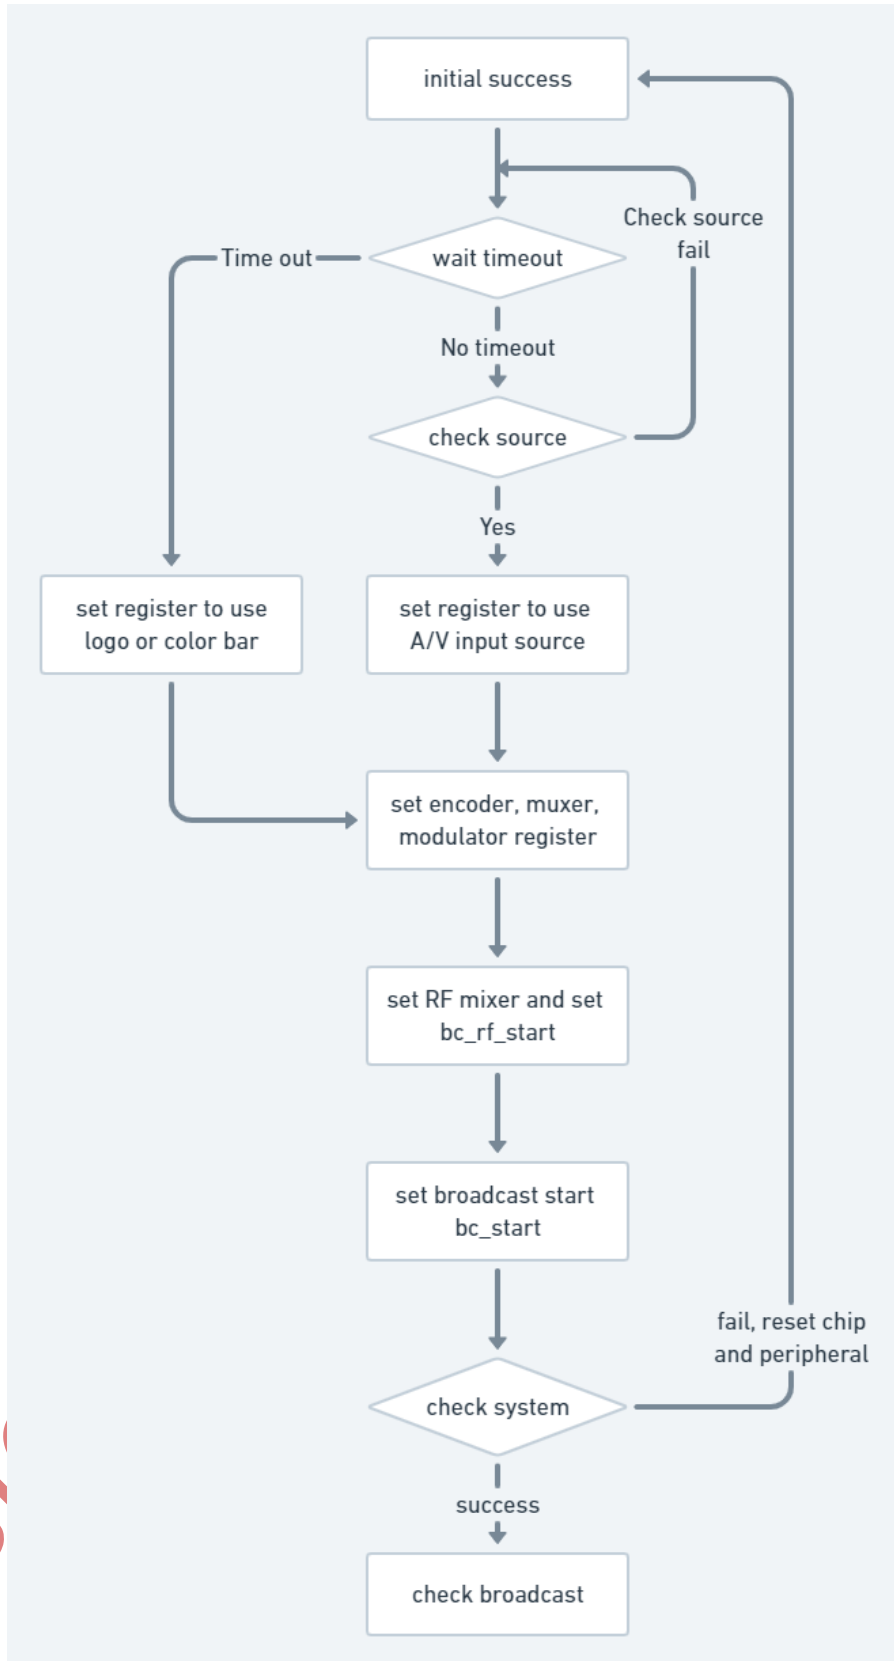 initial success
Check source
fail
Time out
wait timeout
No timeout
check source
Yes
set register to use
logo or color bar
set register to use
A/V input source
set encoder, muxer,
modulator register
set RF mixer and set
bc_rf_start
set broadcast start
bc_start
fail, reset chip
and peripheral
check system
success
check broadcast